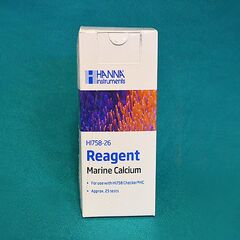 HANNA
instruments
HI758-26
Reagent
Marine Calcium
• For use with HI758 Checker®HC
• Approx. 25 tests